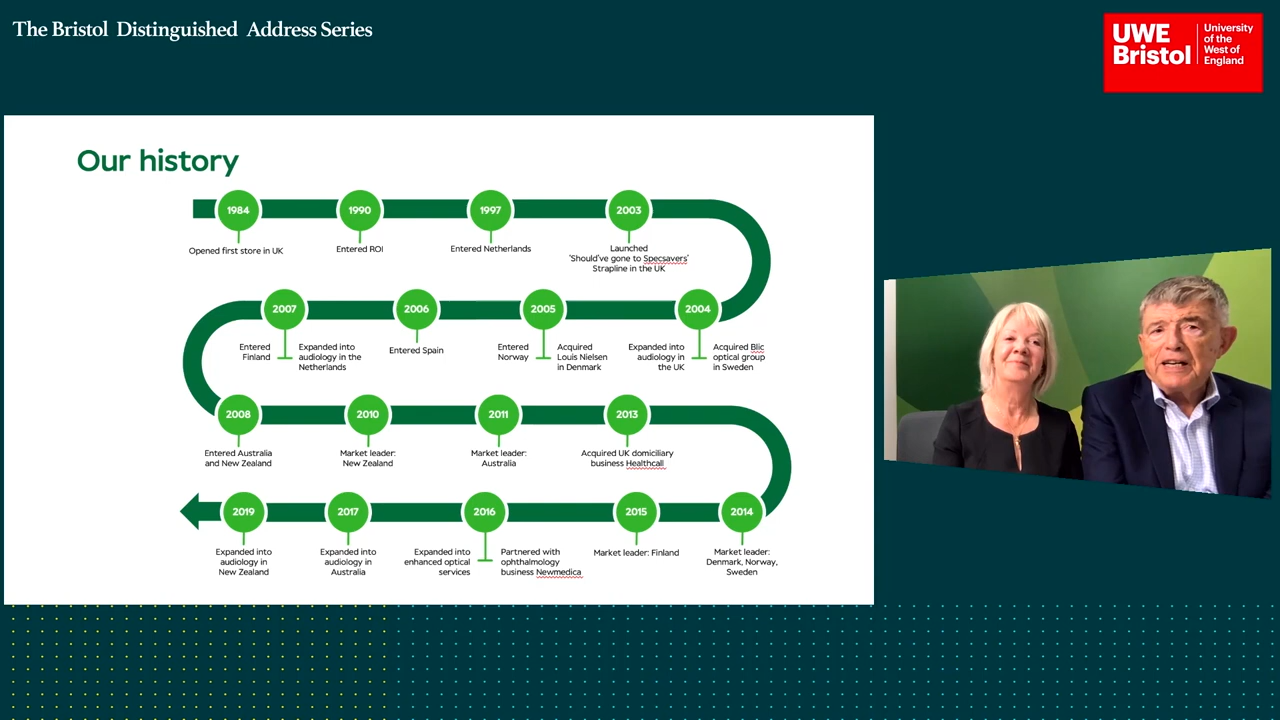 The Bristol Distinguished Address Series
UWE
Bristol
University
of the
West of
England
Our history
1984
Opened first store in UK
1990
Entered ROI
1997
Entered Netherlands
2003
Launched
'Should've gone to Specsavers'
Strapline in the UK
2007
Entered
Finland
Expanded into
audiology in the
Netherlands
2006
Entered Spain
2005
Entered
Norway
Acquired
Louis Nielsen
in Denmark
2004
Expanded into
audiology in
the UK
Acquired Blic
optical group
in Sweden
2008
Entered Australia
and New Zealand
2010
Market leader:
New Zealand
2011
Market leader:
Australia
2013
Acquired UK domiciliary
business Healthcall
2019
Expanded into
audiology in
New Zealand
2017
Expanded into
audiology in
Australia
2016
Expanded into
enhanced optical
services
Partnered with
ophthalmology
business Newmedica
2015
Market leader: Finland
2014
Market leader:
Denmark, Norway,
Sweden